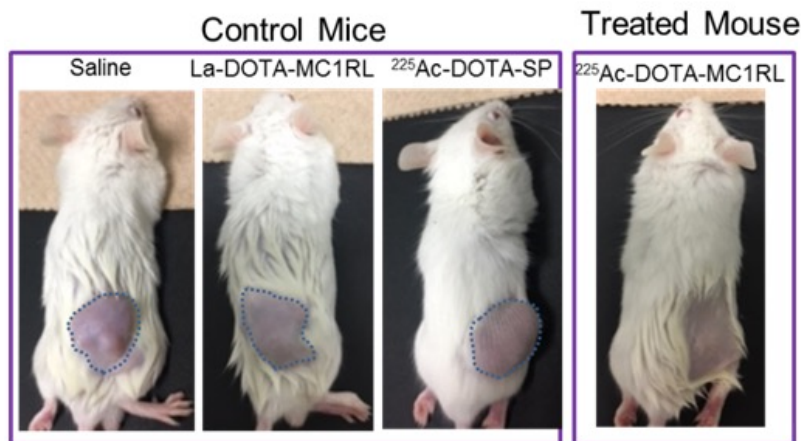 Control Mice
Treated Mouse
Saline
La-DOTA-MC1RL
²²⁵Ac-DOTA-SP
²²⁵Ac-DOTA-MC1RL